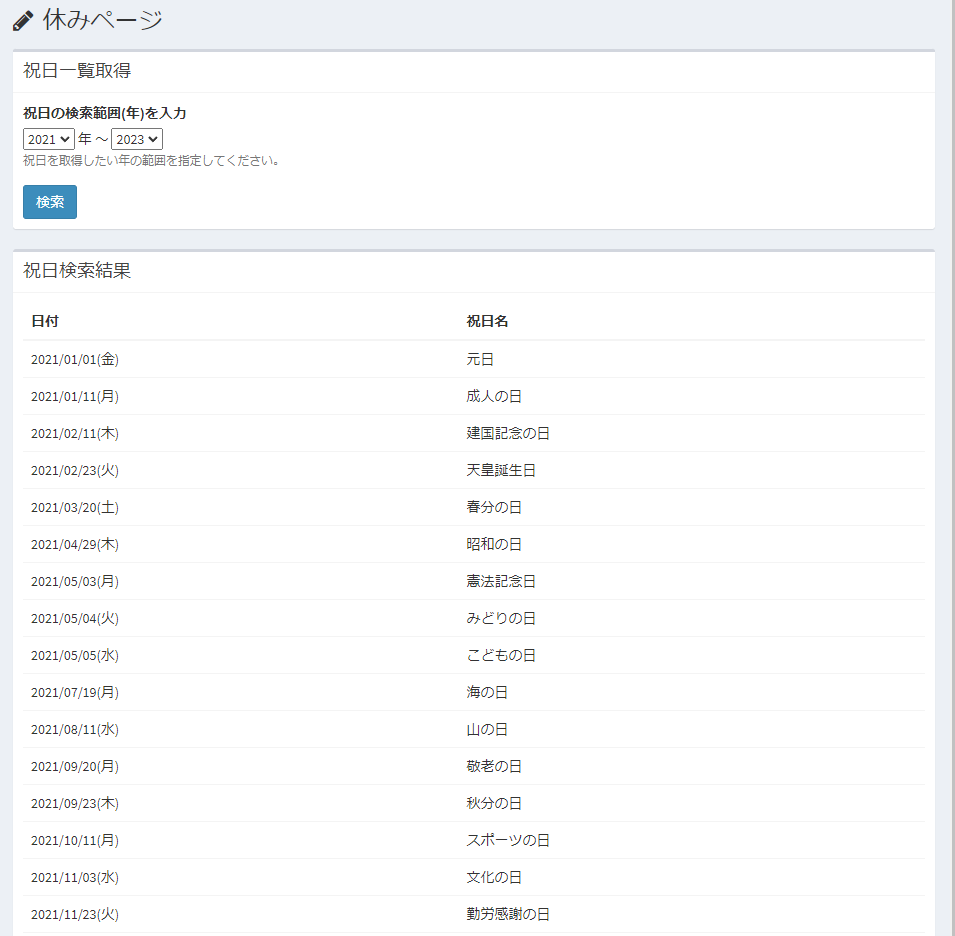 休みページ
祝日一覧取得
祝日の検索範囲(年)を入力
2021 年 ～ 2023
祝日を取得したい年の範囲を指定してください。
検索
祝日検索結果
日付 祝日名
2021/01/01(金) 元日
2021/01/11(月) 成人の日
2021/02/11(木) 建国記念の日
2021/02/23(火) 天皇誕生日
2021/03/20(土) 春分の日
2021/04/29(木) 昭和の日
2021/05/03(月) 憲法記念日
2021/05/04(火) みどりの日
2021/05/05(水) こどもの日
2021/07/19(月) 海の日
2021/08/11(水) 山の日
2021/09/20(月) 敬老の日
2021/09/23(木) 秋分の日
2021/10/11(月) スポーツの日
2021/11/03(水) 文化の日
2021/11/23(火) 勤労感謝の日